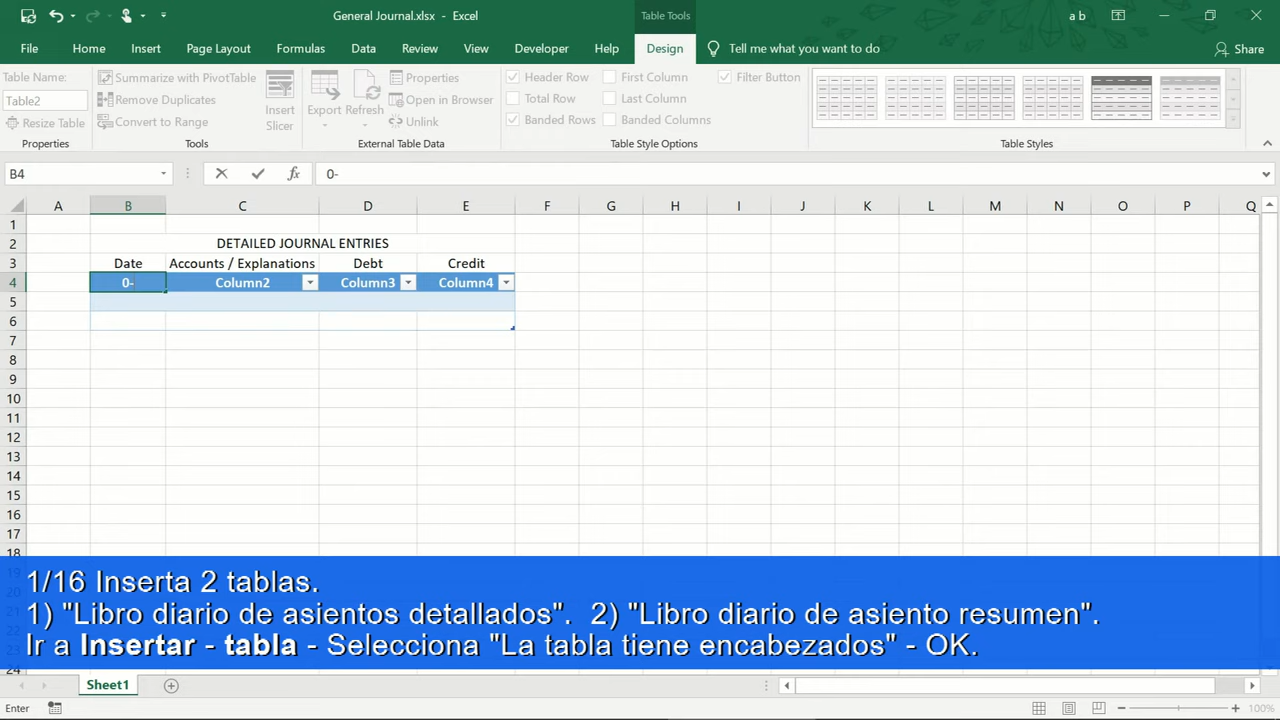 General Journal.xlsx - Excel
Table Tools
a b
File Home Insert Page Layout Formulas Data Review View Developer Help Design Tell me what you want to do Share
Table Name:
Table2
Resize Table
Properties
Summarize with PivotTable
Remove Duplicates
Convert to Range
Tools
Insert
Slicer
Export Refresh
Properties
Open in Browser
Unlink
External Table Data
Header Row
Total Row
Banded Rows
First Column
Last Column
Banded Columns
Filter Button
Table Style Options
Table Styles
B4
fx
0-
A B C D E F G H I J K L M N O P Q
1
2 DETAILED JOURNAL ENTRIES
3 Date Accounts / Explanations Debt Credit
4 0- Column2 Column3 Column4
5
6
7
8
9
10
11
12
13
14
15
16
17
18
1/16 Inserta 2 tablas.
1) "Libro diario de asientos detallados". 2) "Libro diario de asiento resumen".
Ir a Insertar - tabla - Selecciona "La tabla tiene encabezados" - OK.
24
Sheet1
Enter
100%